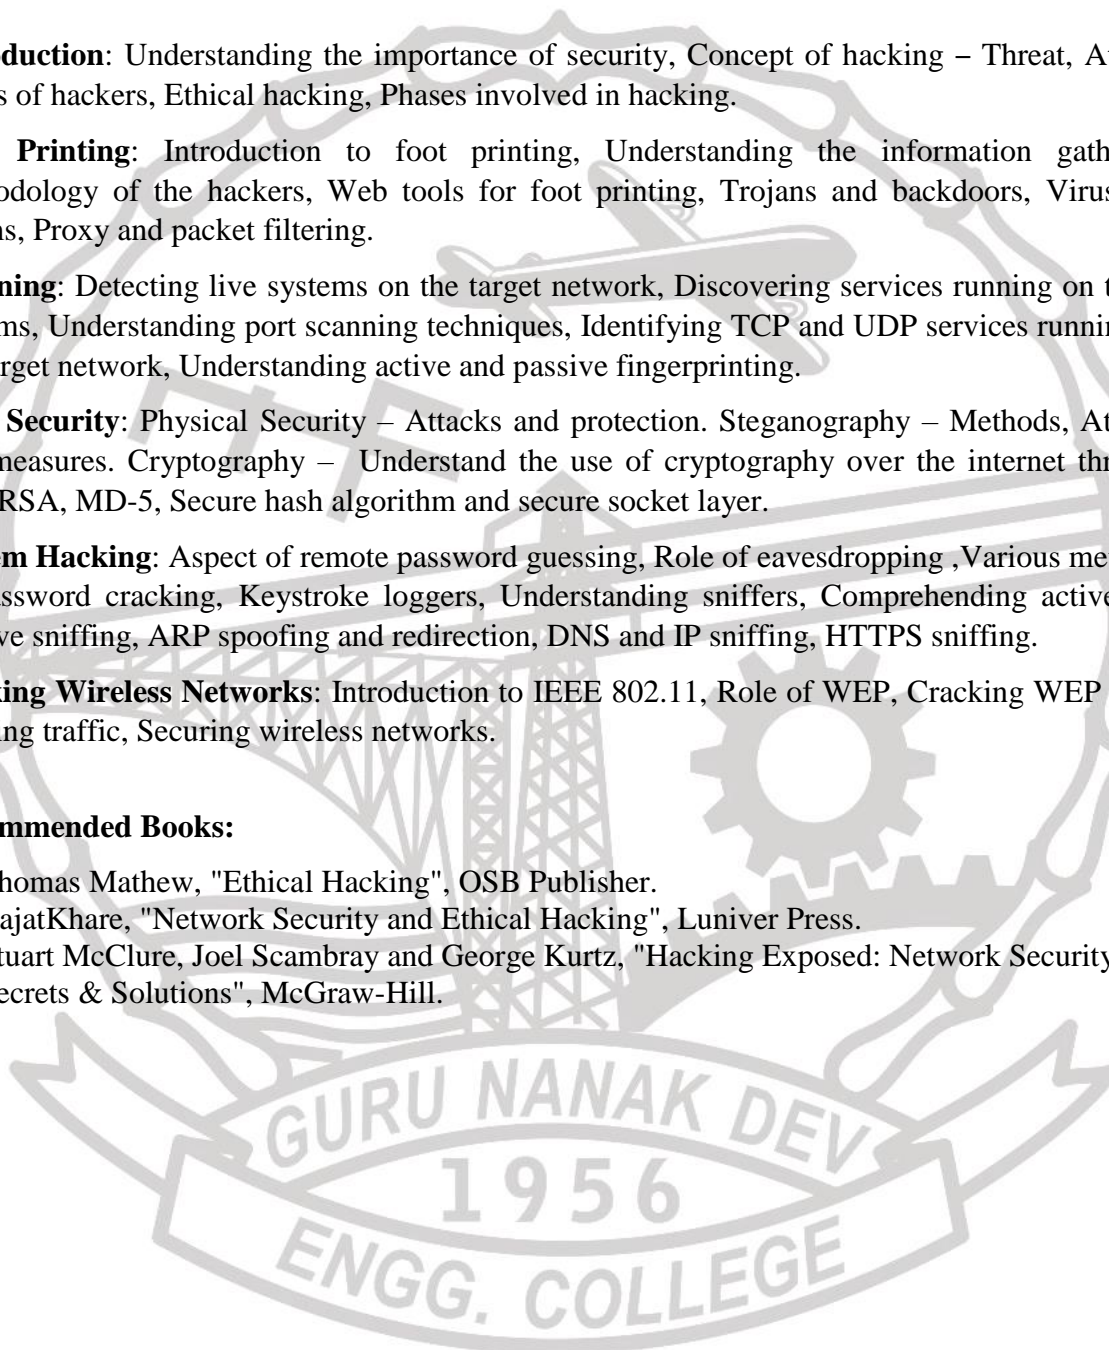 duction: Understanding the importance of security, Concept of hacking – Threat, A
s of hackers, Ethical hacking, Phases involved in hacking.
Printing: Introduction to foot printing, Understanding the information gath
odology of the hackers, Web tools for foot printing, Trojans and backdoors, Virus
ns, Proxy and packet filtering.
ning: Detecting live systems on the target network, Discovering services running on t
ms, Understanding port scanning techniques, Identifying TCP and UDP services runnin
rget network, Understanding active and passive fingerprinting.
Security: Physical Security – Attacks and protection. Steganography – Methods, At
measures. Cryptography – Understand the use of cryptography over the internet thr
RSA, MD-5, Secure hash algorithm and secure socket layer.
em Hacking: Aspect of remote password guessing, Role of eavesdropping ,Various me
assword cracking, Keystroke loggers, Understanding sniffers, Comprehending active
ve sniffing, ARP spoofing and redirection, DNS and IP sniffing, HTTPS sniffing.
king Wireless Networks: Introduction to IEEE 802.11, Role of WEP, Cracking WEP
ing traffic, Securing wireless networks.
mmended Books:
homas Mathew, "Ethical Hacking", OSB Publisher.
ajatKhare, "Network Security and Ethical Hacking", Luniver Press.
tuart McClure, Joel Scambray and George Kurtz, "Hacking Exposed: Network Security
ecrets & Solutions", McGraw-Hill.
GURU NANAK DEV
1956
ENGG. COLLEGE